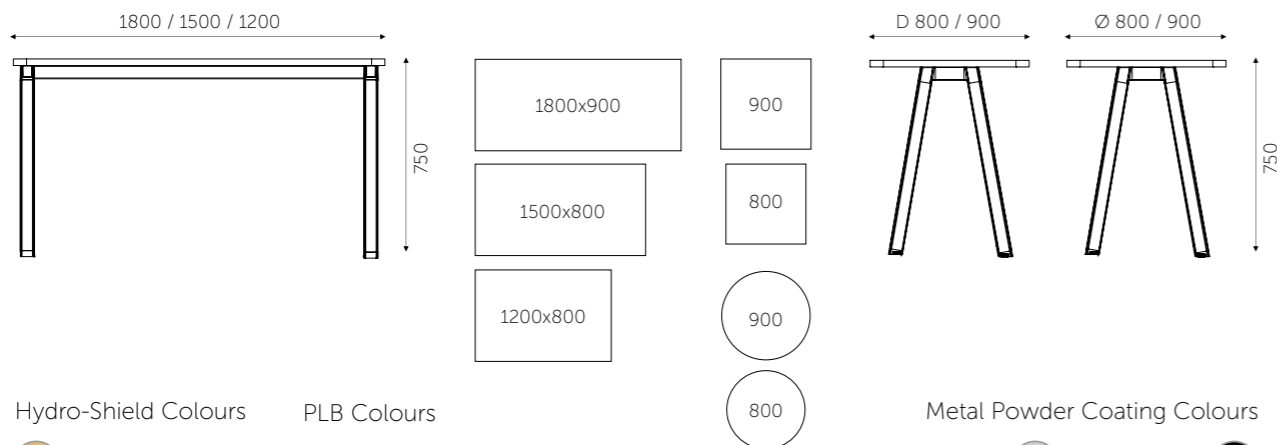 1800 / 1500 / 1200
D 800 / 900
Ø 800 / 900
750
1800x900
900
1500x800
800
1200x800
900
800
750
Hydro-Shield Colours
PLB Colours
Metal Powder Coating Colours